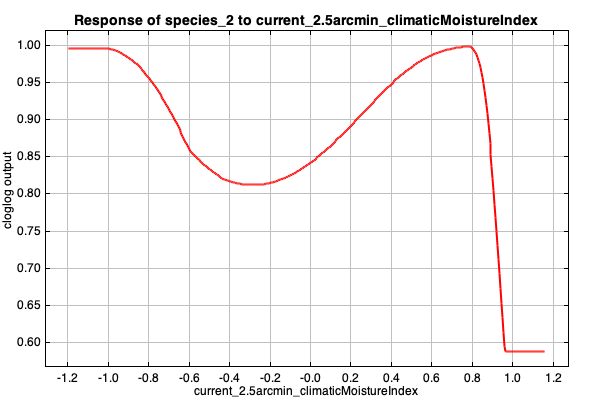 Response of species_2 to current_2.5arcmin_climaticMoistureIndex
cloglog output
1.00
0.95
0.90
0.85
0.80
0.75
0.70
0.65
0.60
-1.2 -1.0 -0.8 -0.6 -0.4 -0.2 -0.0 0.2 0.4 0.6 0.8 1.0 1.2
current_2.5arcmin_climaticMoistureIndex